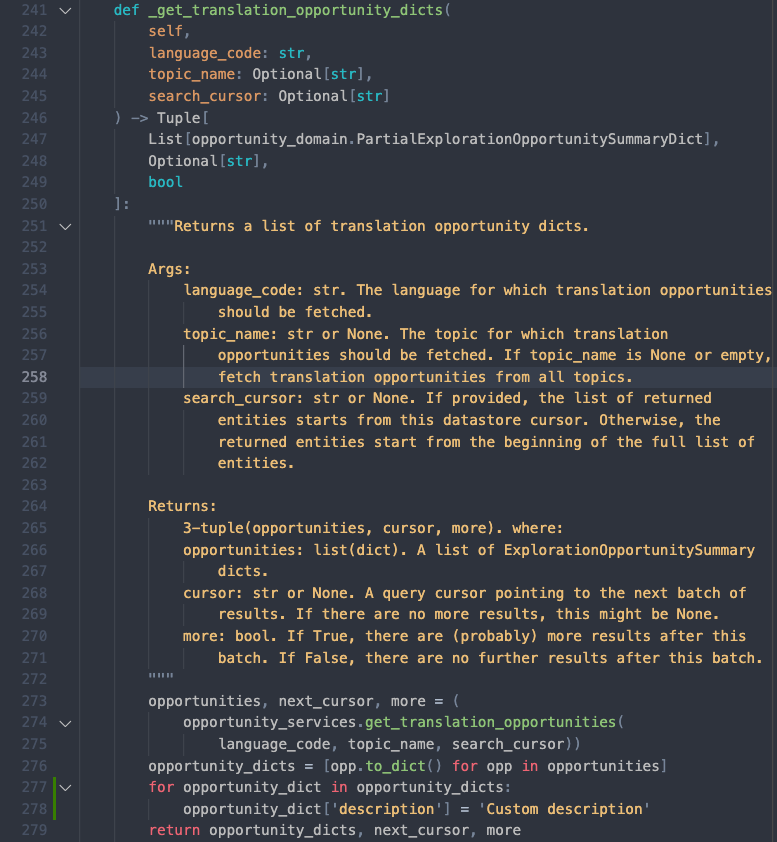 241 def _get_translation_opportunity_dicts(
242 self,
243 language_code: str,
244 topic_name: Optional[str],
245 search_cursor: Optional[str]
246 ) -> Tuple[
247 List[opportunity_domain.PartialExplorationOpportunitySummaryDict],
248 Optional[str],
249 bool
250 ]:
251 """Returns a list of translation opportunity dicts.
252
253 Args:
254 language_code: str. The language for which translation opportunities
255 should be fetched.
256 topic_name: str or None. The topic for which translation
257 opportunities should be fetched. If topic_name is None or empty,
258 fetch translation opportunities from all topics.
259 search_cursor: str or None. If provided, the list of returned
260 entities starts from this datastore cursor. Otherwise, the
261 returned entities start from the beginning of the full list of
262 entities.
263
264 Returns:
265 3-tuple(opportunities, cursor, more). where:
266 opportunities: list(dict). A list of ExplorationOpportunitySummary
267 dicts.
268 cursor: str or None. A query cursor pointing to the next batch of
269 results. If there are no more results, this might be None.
270 more: bool. If True, there are (probably) more results after this
271 batch. If False, there are no further results after this batch.
272 """
273 opportunities, next_cursor, more = (
274 opportunity_services.get_translation_opportunities(
275 language_code, topic_name, search_cursor))
276 opportunity_dicts = [opp.to_dict() for opp in opportunities]
277 for opportunity_dict in opportunity_dicts:
278 opportunity_dict['description'] = 'Custom description'
279 return opportunity_dicts, next_cursor, more